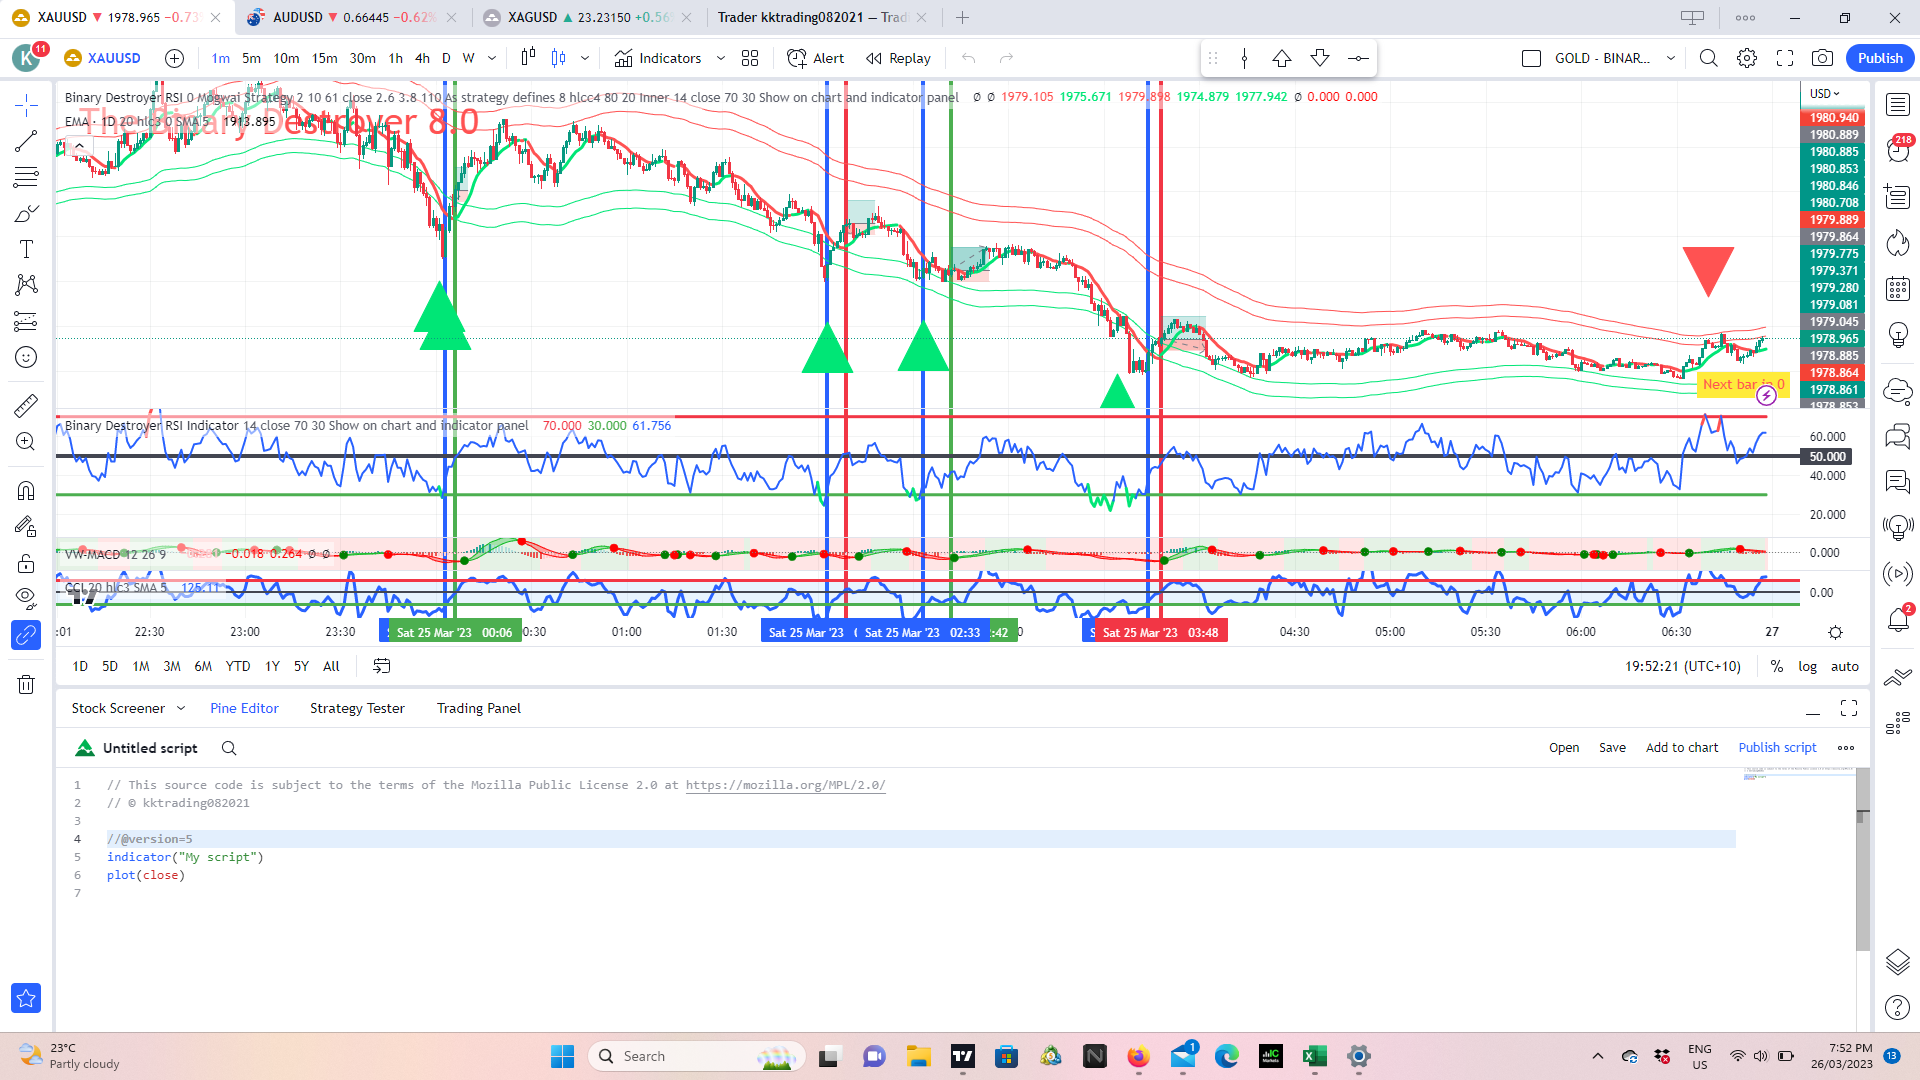 XAUUSD ▼ 1978.965 −0.73
AUDUSD ▼ 0.66445 −0.62%
XAGUSD ▲ 23.23150 +0.56
Trader kktrading082021 — Trad
K 11 XAUUSD
1m 5m 10m 15m 30m 1h 4h D W
Indicators
Alert
Replay
GOLD - BINAR...
Publish
Binary Destroyer RSI 0 Mogwai Strategy 2 10 61 close 2.6 3.8 110 As strategy defines 8 hlcc4 80 20 Inner 14 close 70 30 Show on chart and indicator panel Ø Ø 1979.105 1975.671 1979.898 1974.879 1977.942 Ø 0.000 0.000
The Binary Destroyer 8.0
EMA · 1D 20 hlc3 0 SMA 5 1913.895
USD
1980.940
1980.889
1980.885
1980.853
1980.846
1980.708
1979.889
1979.864
1979.775
1979.371
1979.280
1979.081
1979.045
1978.965
1978.885
1978.864
1978.861
1978.853
Next bar in 0
Binary Destroyer RSI Indicator 14 close 70 30 Show on chart and indicator panel 70.000 30.000 61.756
60.000
50.000
40.000
20.000
VW-MACD 12 26 9 −0.018 0.264 Ø Ø
0.000
CCI 20 hlc3 SMA 5 125.11
0.00
:01 22:30 23:00 23:30 Sat 25 Mar '23 00:06 :30 01:00 01:30 Sat 25 Mar '23 Sat 25 Mar '23 02:33 :42 Sat 25 Mar '23 03:48 04:30 05:00 05:30 06:00 06:30 27
1D 5D 1M 3M 6M YTD 1Y 5Y All
19:52:21 (UTC+10) % log auto
Stock Screener Pine Editor Strategy Tester Trading Panel
Untitled script
Open Save Add to chart Publish script
1 // This source code is subject to the terms of the Mozilla Public License 2.0 at https://mozilla.org/MPL/2.0/
2 // © kktrading082021
3
4 //@version=5
5 indicator("My script")
6 plot(close)
7
218
2
23°C
Partly cloudy
Search
1
ENG
US
7:52 PM
26/03/2023
13